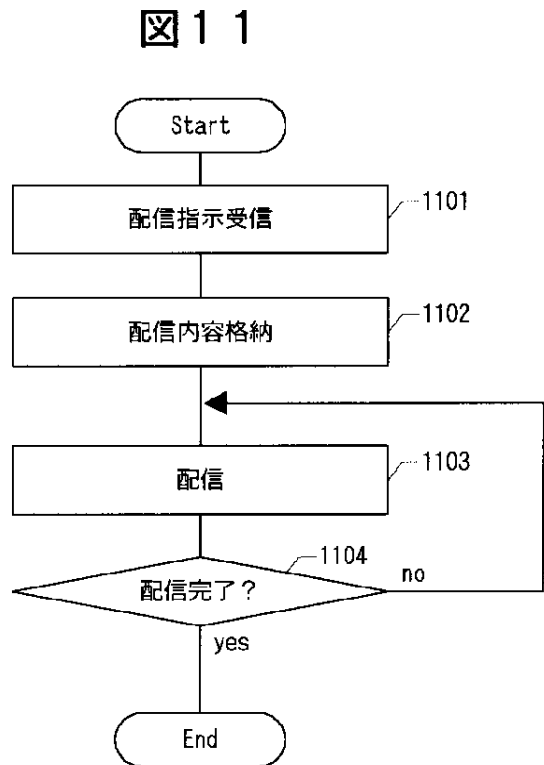 図11
Start
配信指示受信
1101
配信内容格納
1102
配信
1103
配信完了?
1104
no
yes
End